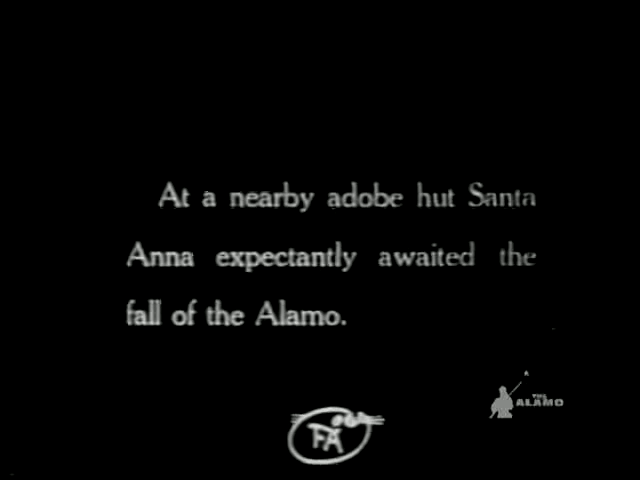 At a nearby adobe hut Santa
Anna expectantly awaited the
fall of the Alamo.
THE
ALAMO
FA